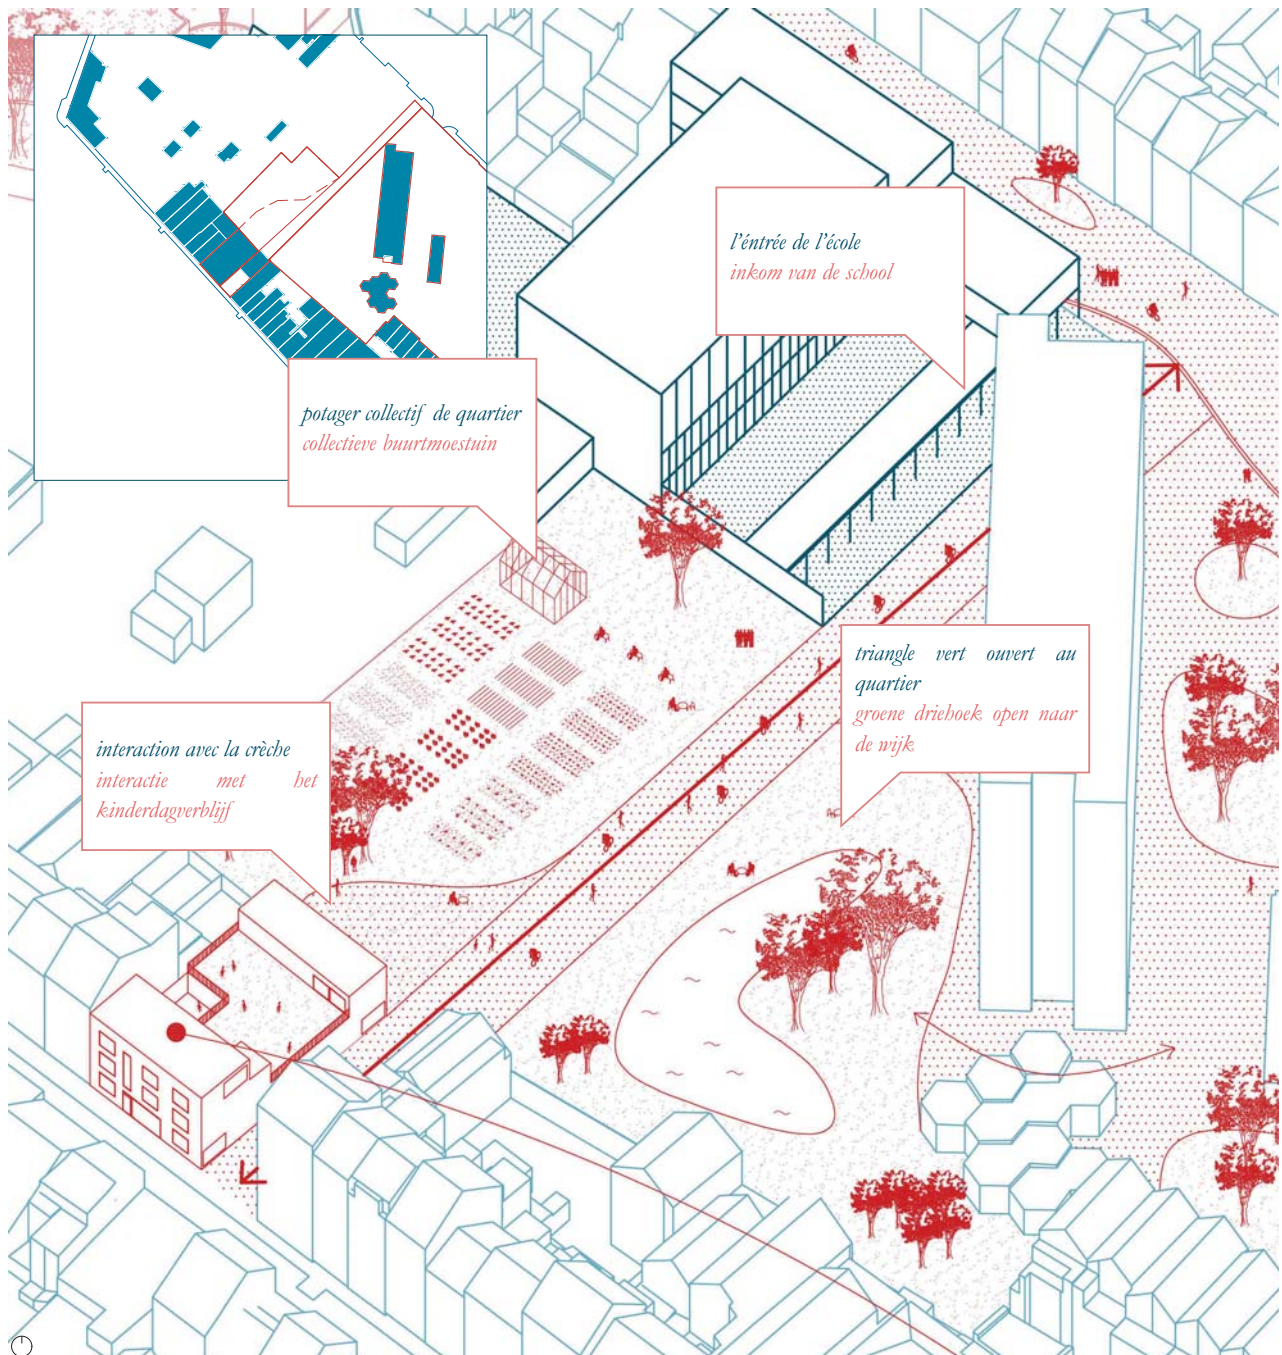 l'éntrée de l'école
inkom van de school
potager collectif de quartier
collectieve buurtmoestuin
triangle vert ouvert au
quartier
groene driehoek open naar
de wijk
interaction avec la crèche
interactie met het
kinderdagverblijf